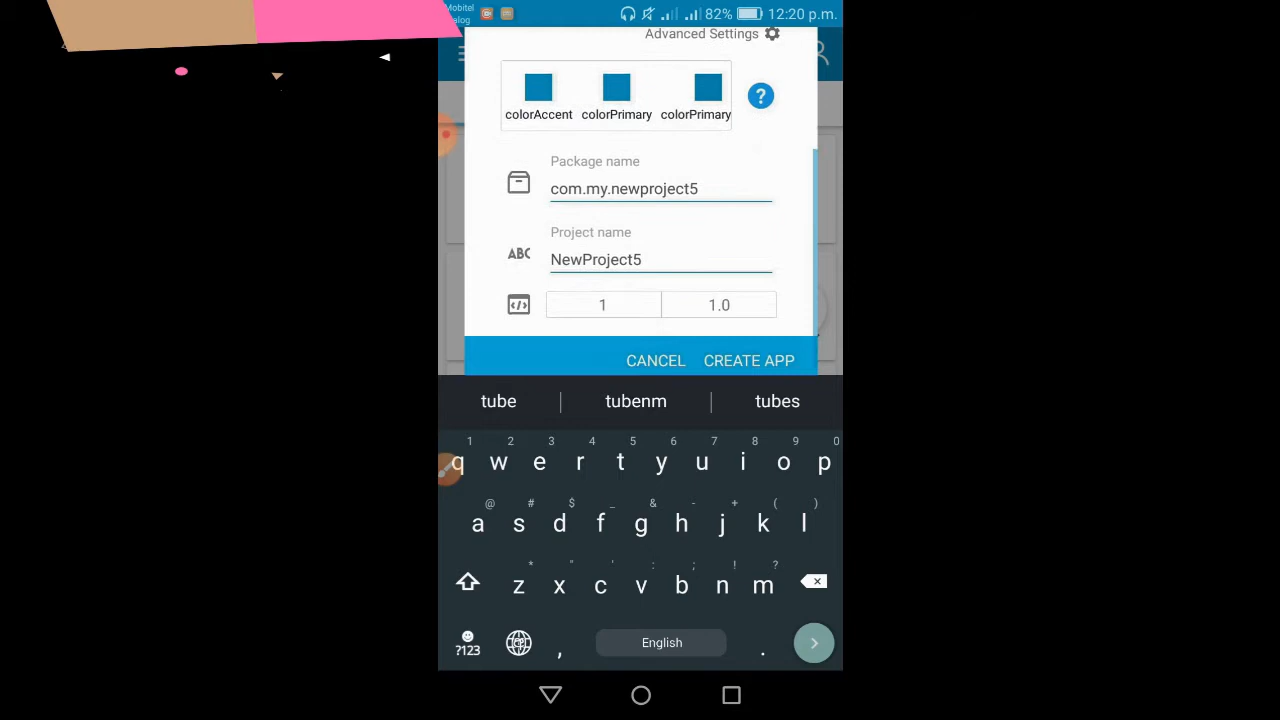 Mobitel
alog
82%
12:20 p.m.
Advanced Settings
?
colorAccent
colorPrimary
colorPrimary
Package name
com.my.newproject5
Project name
ABC
NewProject5
1
1.0
CANCEL
CREATE APP
tube
tubenm
tubes
1 2 3 4 5 6 7 8 9 0
q w e r t y u i o p
@ # $ _ & - + ( )
a s d f g h j k l
* " ' : ; ! ?
z x c v b n m
?123
,
English
.